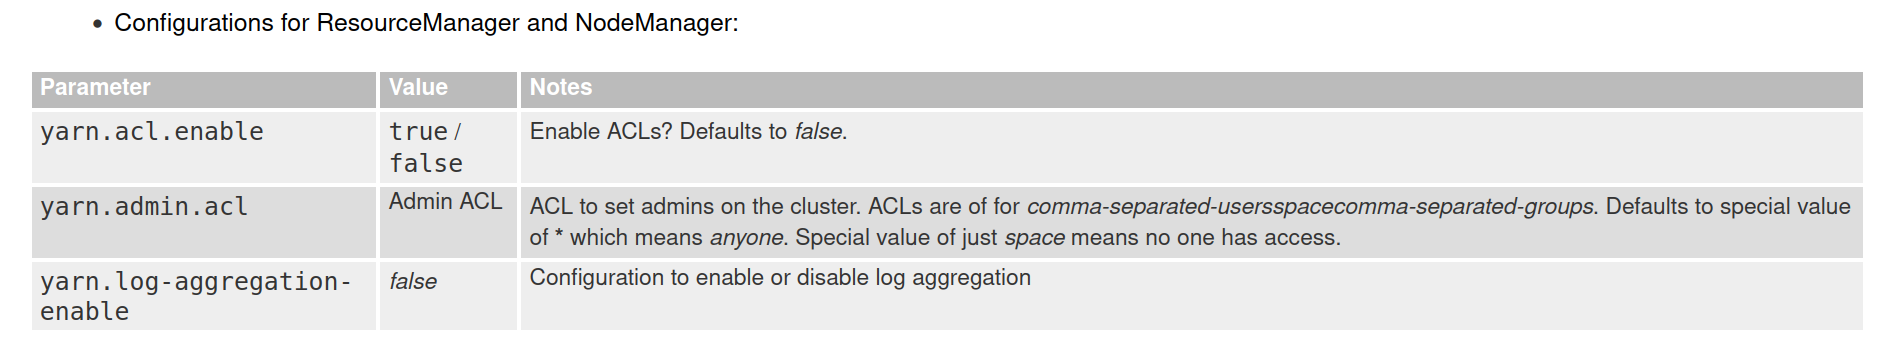 • Configurations for ResourceManager and NodeManager:
Parameter Value Notes
yarn.acl.enable true / Enable ACLs? Defaults to false.
false
yarn.admin.acl Admin ACL ACL to set admins on the cluster. ACLs are of for comma-separated-usersspacecomma-separated-groups. Defaults to special value
of * which means anyone. Special value of just space means no one has access.
yarn.log-aggregation- false Configuration to enable or disable log aggregation
enable